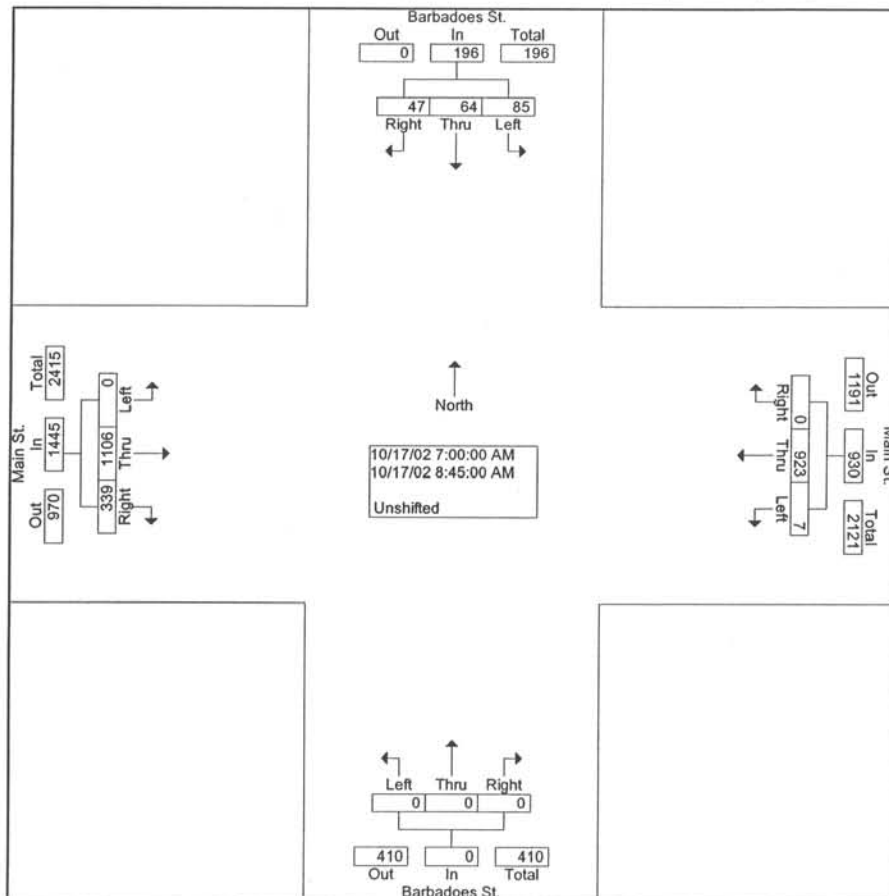 Barbadoes St.
Out In Total
0 196 196
47 64 85
Right Thru Left
North
10/17/02 7:00:00 AM
10/17/02 8:45:00 AM
Unshifted
Main St.
Out In Total
970 1445 2415
339 1106 0
Right Thru Left
Main St.
Out In Total
1191 930 2121
0 923 7
Right Thru Left
Left Thru Right
0 0 0
410 0 410
Out In Total
Barbadoes St.